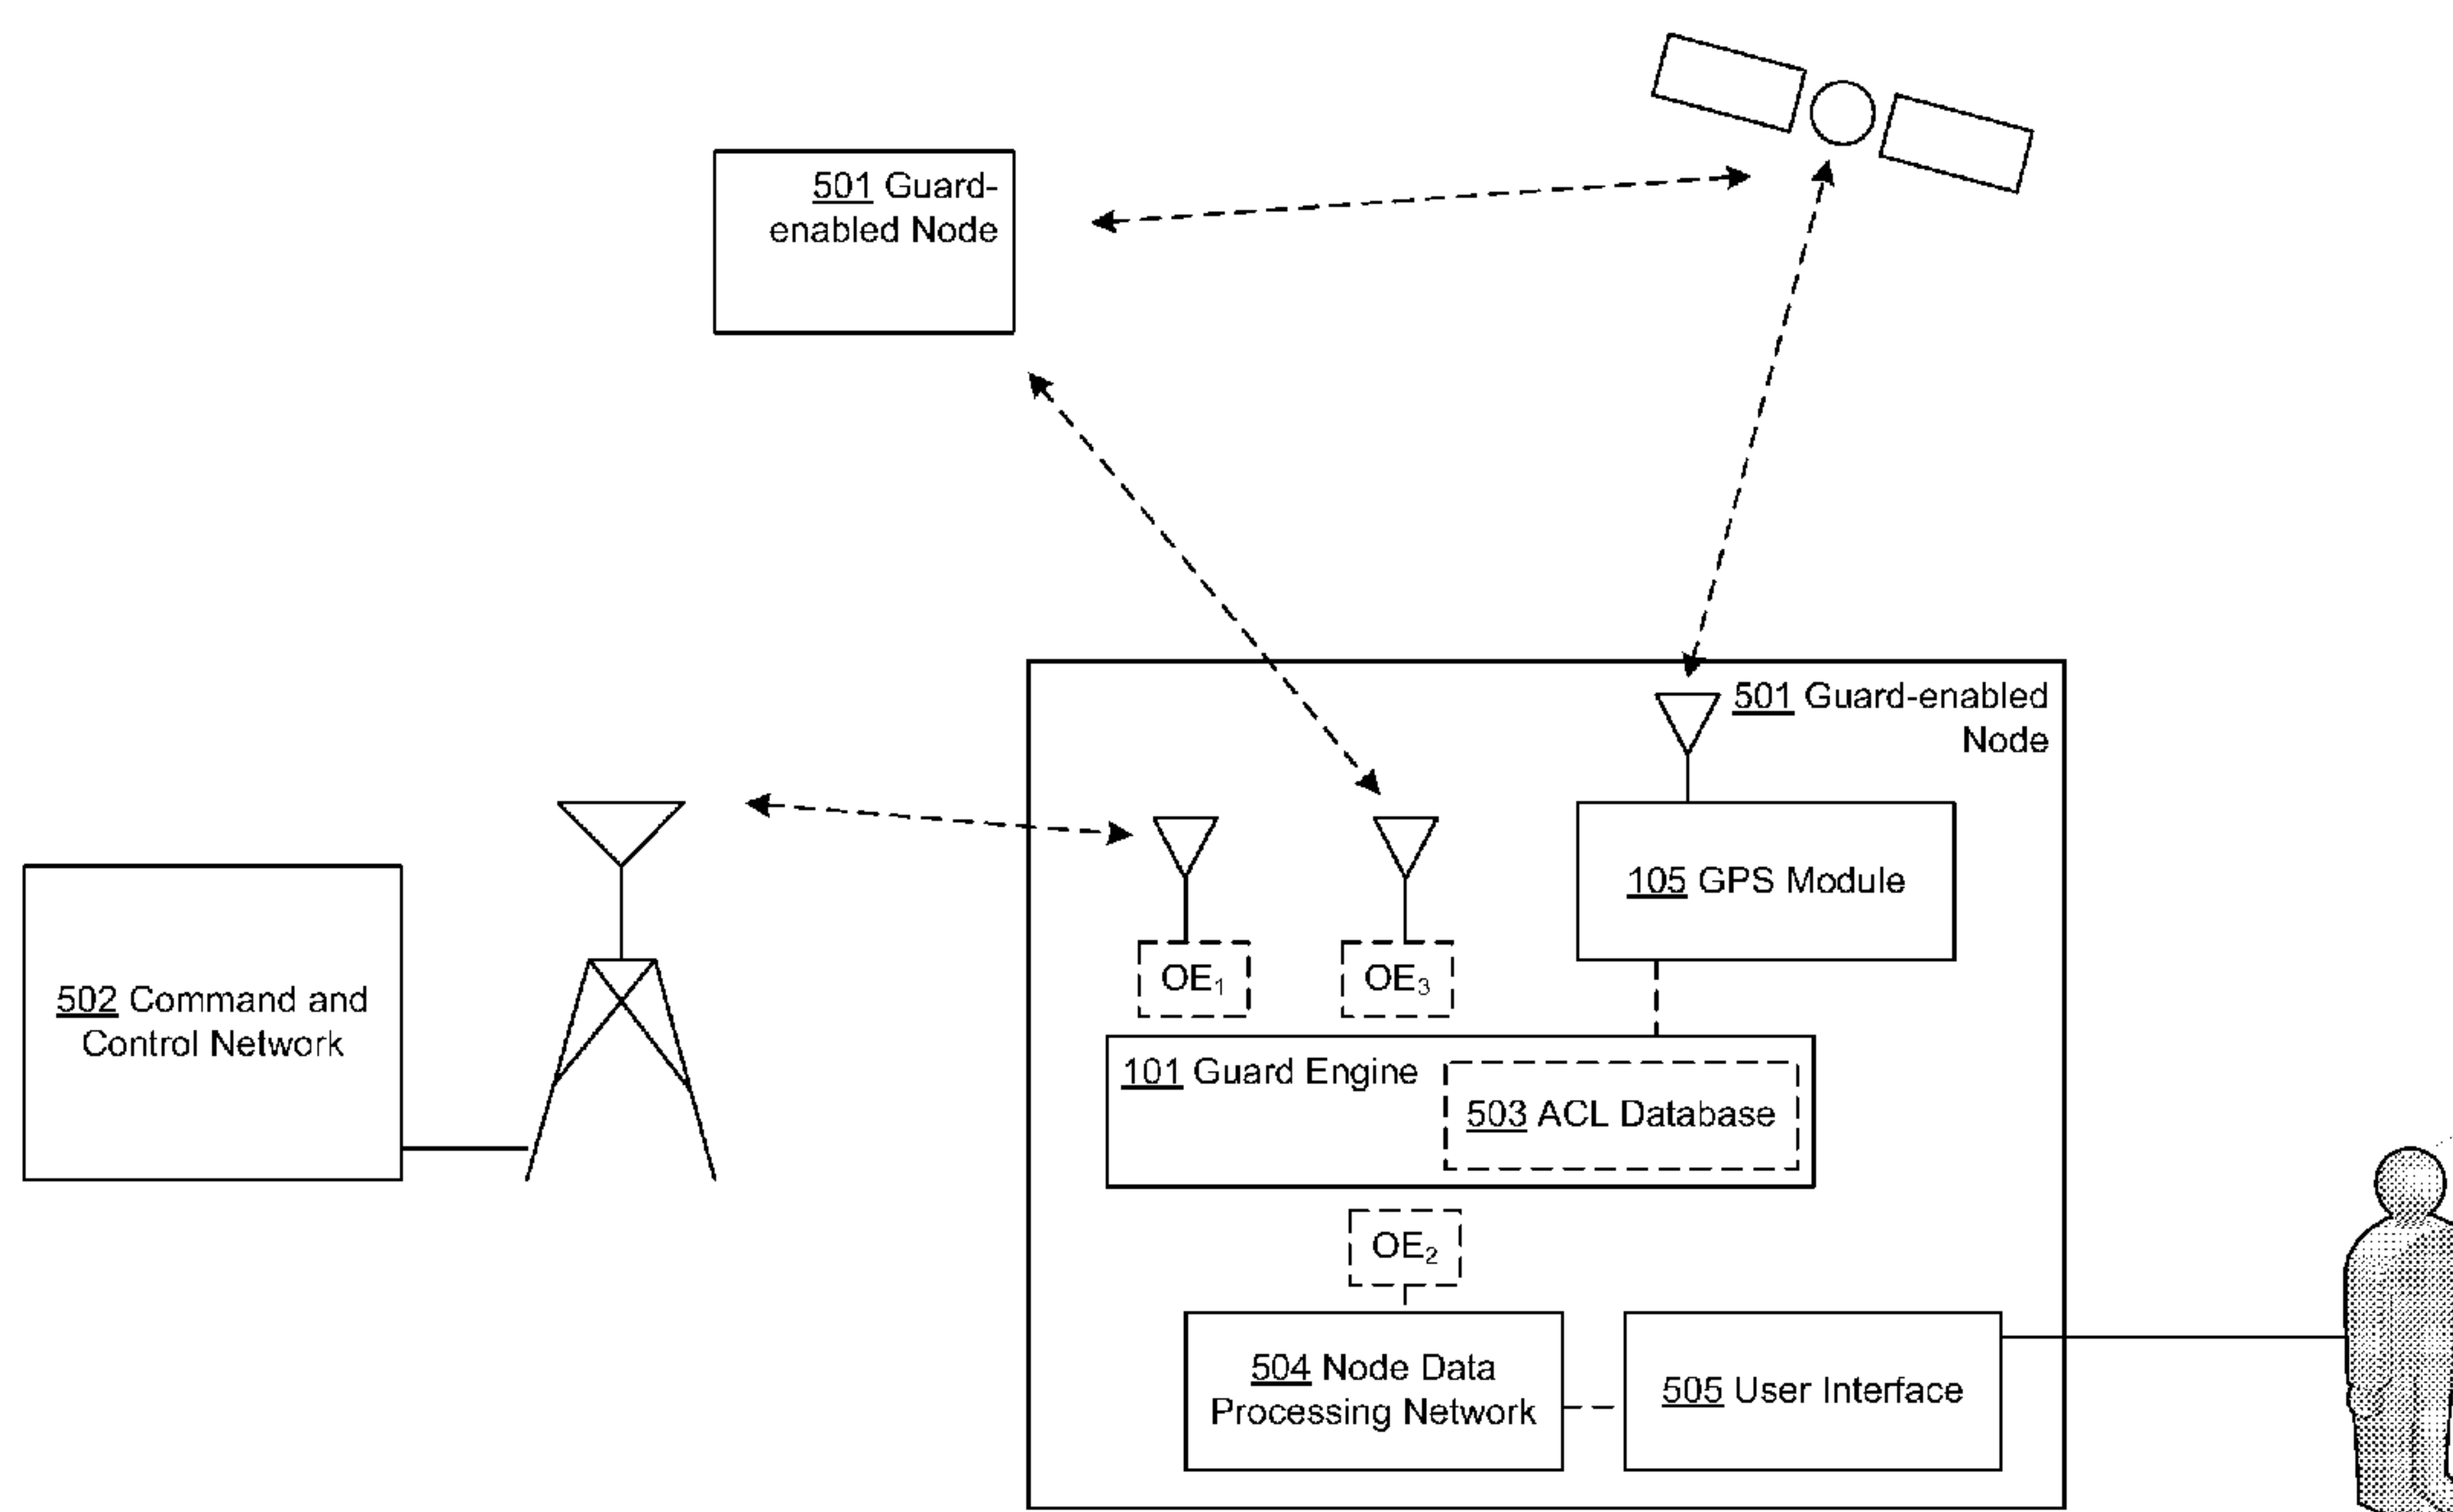 501 Guard-
enabled Node
501 Guard-enabled
Node
105 GPS Module
OE₁
OE₃
502 Command and
Control Network
101 Guard Engine
503 ACL Database
OE₂
504 Node Data
Processing Network
505 User Interface